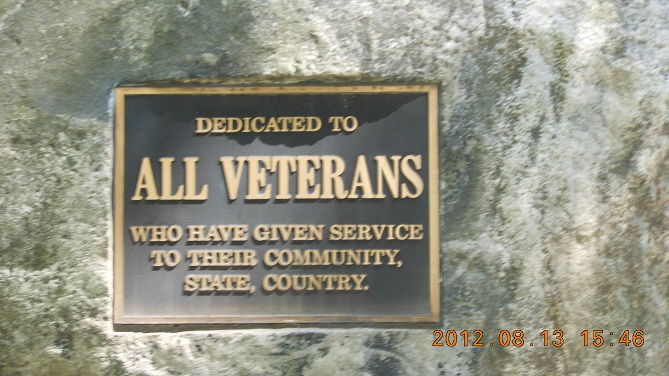 DEDICATED TO
ALL VETERANS
WHO HAVE GIVEN SERVICE
TO THEIR COMMUNITY,
STATE, COUNTRY.
2012.08.13 15:46